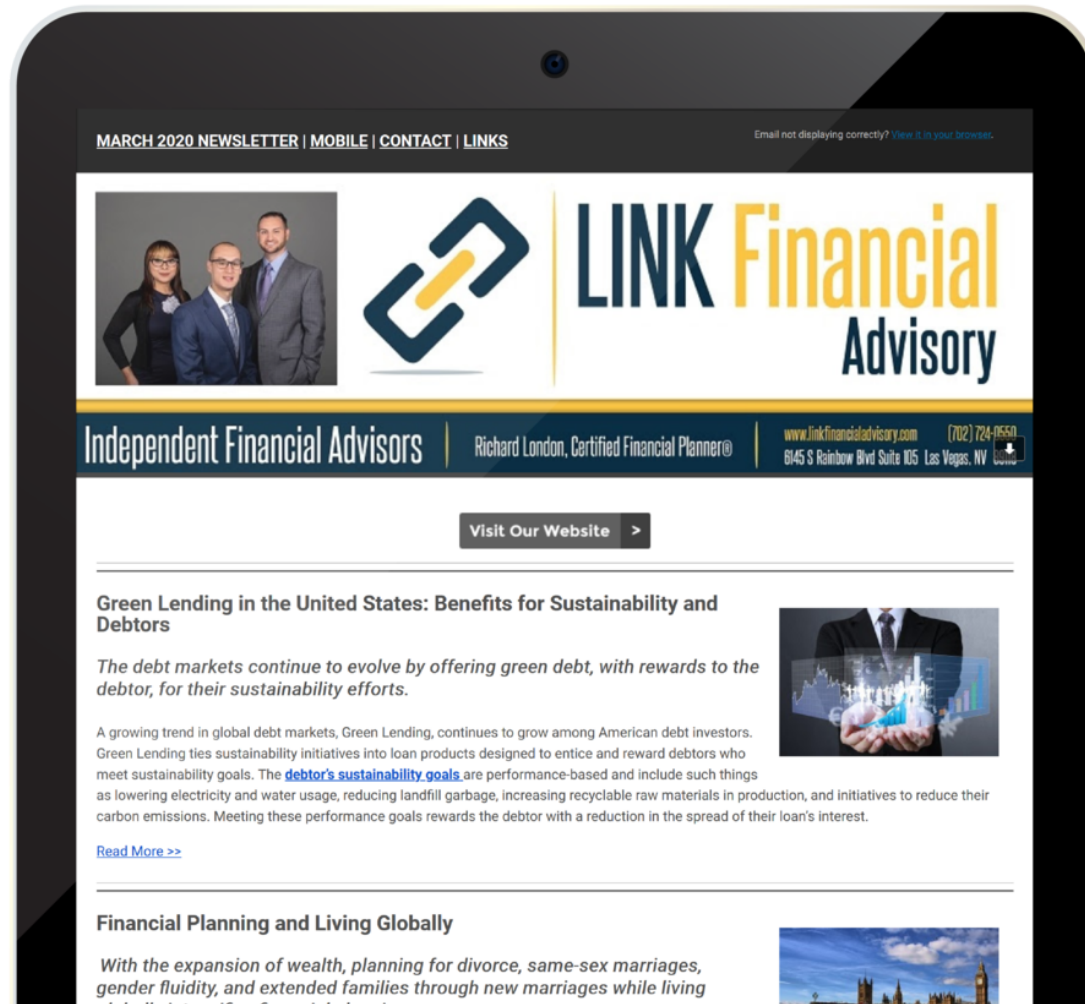 MARCH 2020 NEWSLETTER | MOBILE | CONTACT | LINKS
Email not displaying correctly? View it in your browser.
LINK Financial
Advisory
Independent Financial Advisors
Richard London, Certified Financial Planner®
www.linkfinancialadvisory.com (702) 724-0550
6145 S Rainbow Blvd Suite 105 Las Vegas, NV
Visit Our Website >
Green Lending in the United States: Benefits for Sustainability and
Debtors
The debt markets continue to evolve by offering green debt, with rewards to the
debtor, for their sustainability efforts.
A growing trend in global debt markets, Green Lending, continues to grow among American debt investors.
Green Lending ties sustainability initiatives into loan products designed to entice and reward debtors who
meet sustainability goals. The debtor's sustainability goals are performance-based and include such things
as lowering electricity and water usage, reducing landfill garbage, increasing recyclable raw materials in production, and initiatives to reduce their
carbon emissions. Meeting these performance goals rewards the debtor with a reduction in the spread of their loan's interest.
Read More >>
Financial Planning and Living Globally
With the expansion of wealth, planning for divorce, same-sex marriages,
gender fluidity, and extended families through new marriages while living